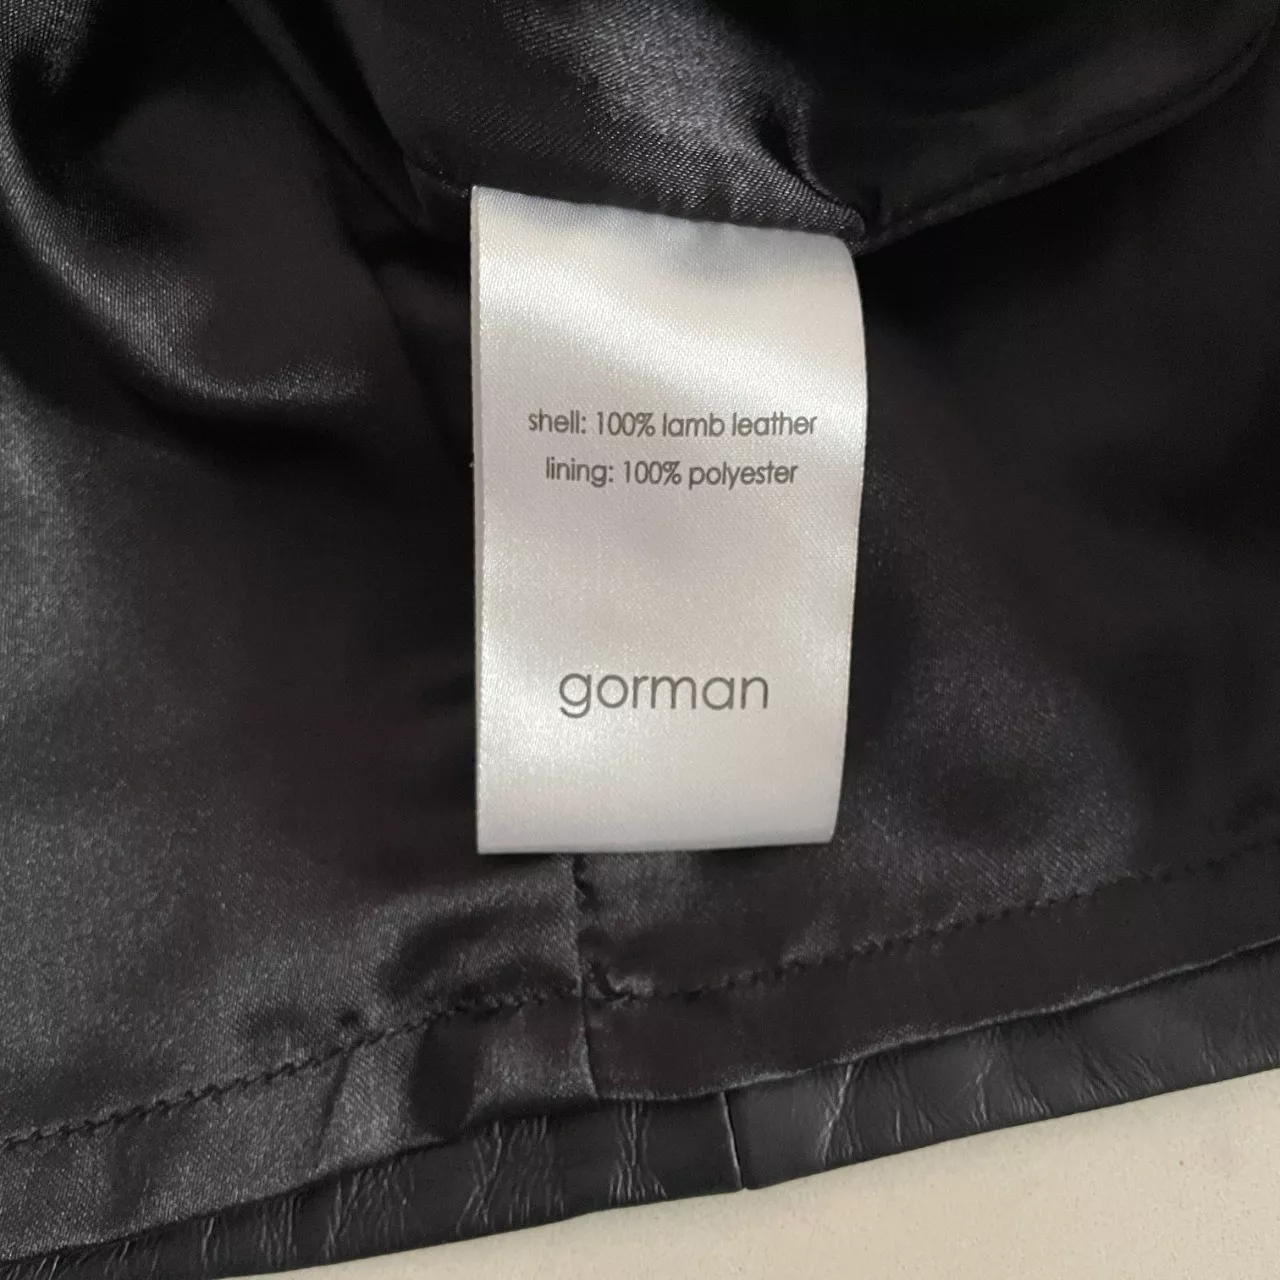 shell: 100% lamb leather
lining: 100% polyester
gorman